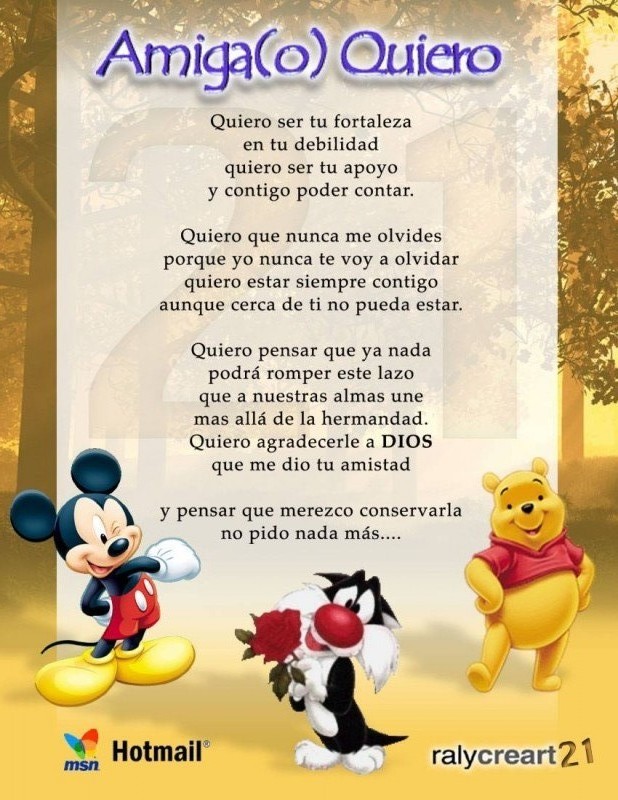 Amiga(o) Quiero
Quiero ser tu fortaleza
en tu debilidad
quiero ser tu apoyo
y contigo poder contar.
Quiero que nunca me olvides
porque yo nunca te voy a olvidar
quiero estar siempre contigo
aunque cerca de ti no pueda estar.
Quiero pensar que ya nada
podrá romper este lazo
que a nuestras almas une
mas allá de la hermandad.
Quiero agradecerle a DIOS
que me dio tu amistad
y pensar que merezco conservarla
no pido nada más....
21
msn Hotmail®
ralycreart21